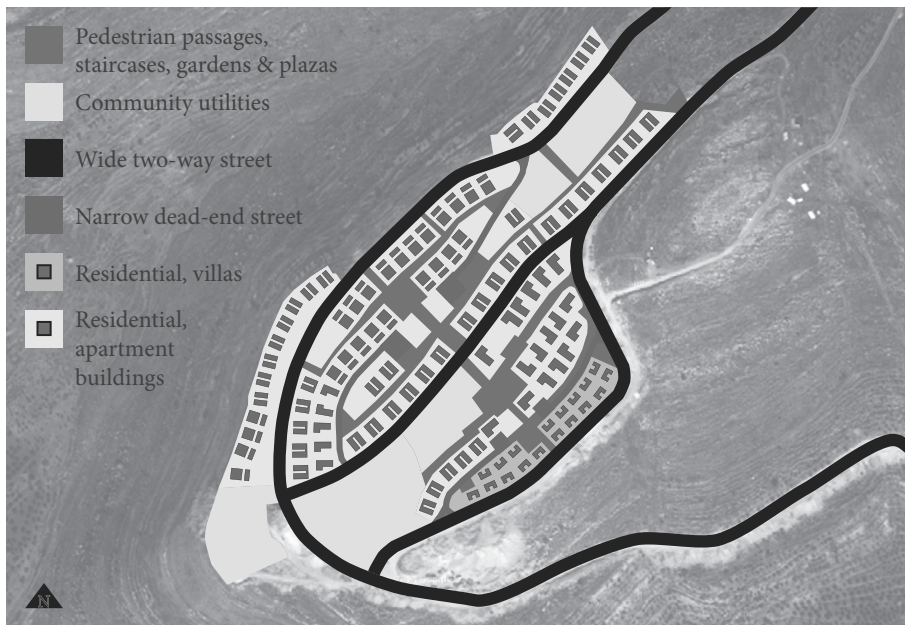 Pedestrian passages,
staircases, gardens & plazas
Community utilities
Wide two-way street
Narrow dead-end street
Residential, villas
Residential,
apartment
buildings
N